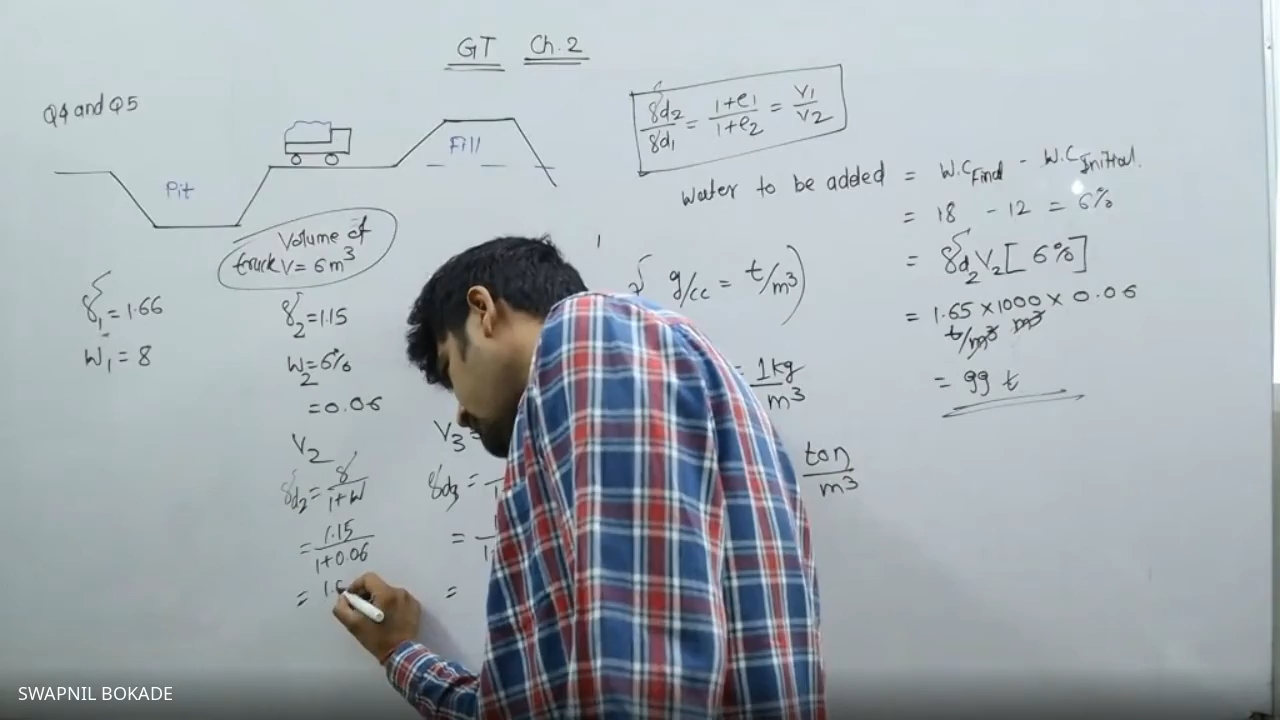 GT Ch.2
Q4 and Q5
Pit
Fill
Volume of
truck V = 6m³
γ₁ = 1.66
W₁ = 8
γ₂ = 1.15
W₂ = 6%
= 0.06
V₂
γd₂ = γ/1+W
= 1.15/1+0.06
=
V₃ =
γd₃ =
=
=
γd₂/γd₁ = 1+e₁/1+e₂ = V₁/V₂
Water to be added = W.C Final - W.C Initial.
= 18 - 12 = 6%
= γd₂ V₂ [6%]
= 1.65 × 1000 × 0.06
t/m³ m³
= 99 t
g/cc = t/m³)
= 1kg/m³
ton/m³
SWAPNIL BOKADE